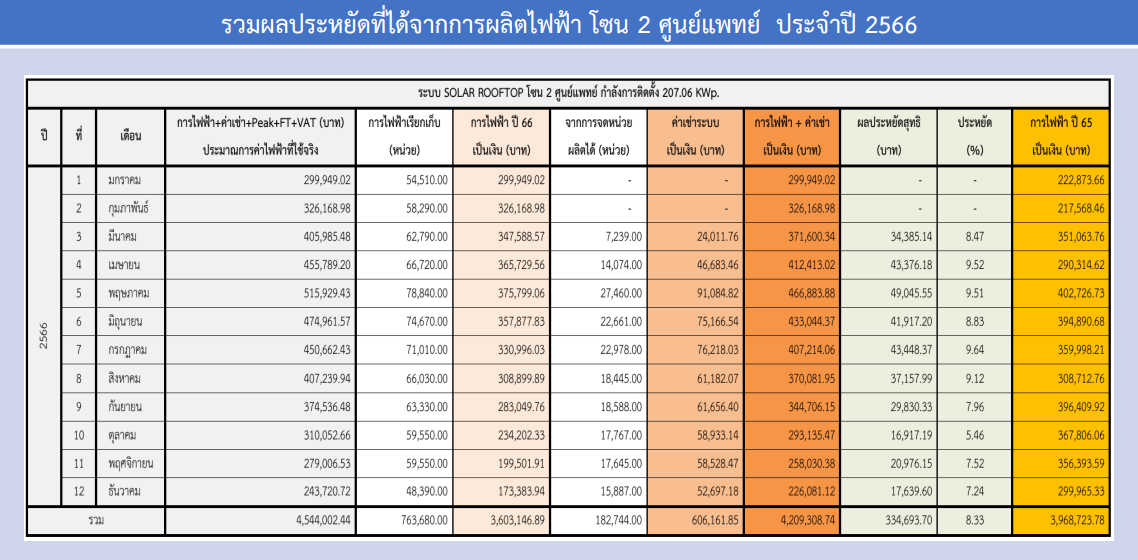 รวมผลประหยัดที่ได้จากการผลิตไฟฟ้า โซน 2 ศูนย์แพทย์ ประจำปี 2566
ระบบ SOLAR ROOFTOP โซน 2 ศูนย์แพทย์ กำลังการติดตั้ง 207.06 KWp.
ปี ที่ เดือน การไฟฟ้า+ค่าเช่า+Peak+FT+VAT (บาท) การไฟฟ้าเรียกเก็บ การไฟฟ้า ปี 66 จากการจดหน่วย ค่าเช่าระบบ การไฟฟ้า + ค่าเช่า ผลประหยัดสุทธิ ประหยัด การไฟฟ้า ปี 65
ประมาณการค่าไฟฟ้าที่ใช้จริง (หน่วย) เป็นเงิน (บาท) ผลิตได้ (หน่วย) เป็นเงิน (บาท) เป็นเงิน (บาท) (บาท) (%) เป็นเงิน (บาท)
2566
1 มกราคม 299,949.02 54,510.00 299,949.02 - - 299,949.02 - - 222,873.66
2 กุมภาพันธ์ 326,168.98 58,290.00 326,168.98 - - 326,168.98 - - 217,568.46
3 มีนาคม 405,985.48 62,790.00 347,588.57 7,239.00 24,011.76 371,600.34 34,385.14 8.47 351,063.76
4 เมษายน 455,789.20 66,720.00 365,729.56 14,074.00 46,683.46 412,413.02 43,376.18 9.52 290,314.62
5 พฤษภาคม 515,929.43 78,840.00 375,799.06 27,460.00 91,084.82 466,883.88 49,045.55 9.51 402,726.73
6 มิถุนายน 474,961.57 74,670.00 357,877.83 22,661.00 75,166.54 433,044.37 41,917.20 8.83 394,890.68
7 กรกฎาคม 450,662.43 71,010.00 330,996.03 22,978.00 76,218.03 407,214.06 43,448.37 9.64 359,998.21
8 สิงหาคม 407,239.94 66,030.00 308,899.89 18,445.00 61,182.07 370,081.95 37,157.99 9.12 308,712.76
9 กันยายน 374,536.48 63,330.00 283,049.76 18,588.00 61,656.40 344,706.15 29,830.33 7.96 396,409.92
10 ตุลาคม 310,052.66 59,550.00 234,202.33 17,767.00 58,933.14 293,135.47 16,917.19 5.46 367,806.06
11 พฤศจิกายน 279,006.53 59,550.00 199,501.91 17,645.00 58,528.47 258,030.38 20,976.15 7.52 356,393.59
12 ธันวาคม 243,720.72 48,390.00 173,383.94 15,887.00 52,697.18 226,081.12 17,639.60 7.24 299,965.33
รวม 4,544,002.44 763,680.00 3,603,146.89 182,744.00 606,161.85 4,209,308.74 334,693.70 8.33 3,968,723.78